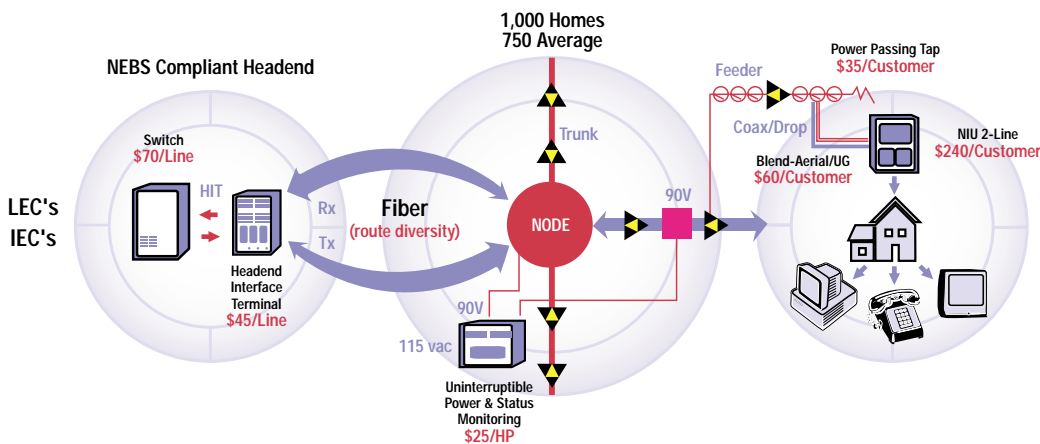 1,000 Homes
750 Average
NEBS Compliant Headend
Power Passing Tap
$35/Customer
Feeder
Switch
$70/Line
Trunk
Coax/Drop
NIU 2-Line
$240/Customer
Blend-Aerial/UG
$60/Customer
HIT
LEC's
IEC's
Rx
Tx
Fiber
(route diversity)
NODE
90V
Headend
Interface
Terminal
$45/Line
90V
115 vac
Uninterruptible
Power & Status
Monitoring
$25/HP